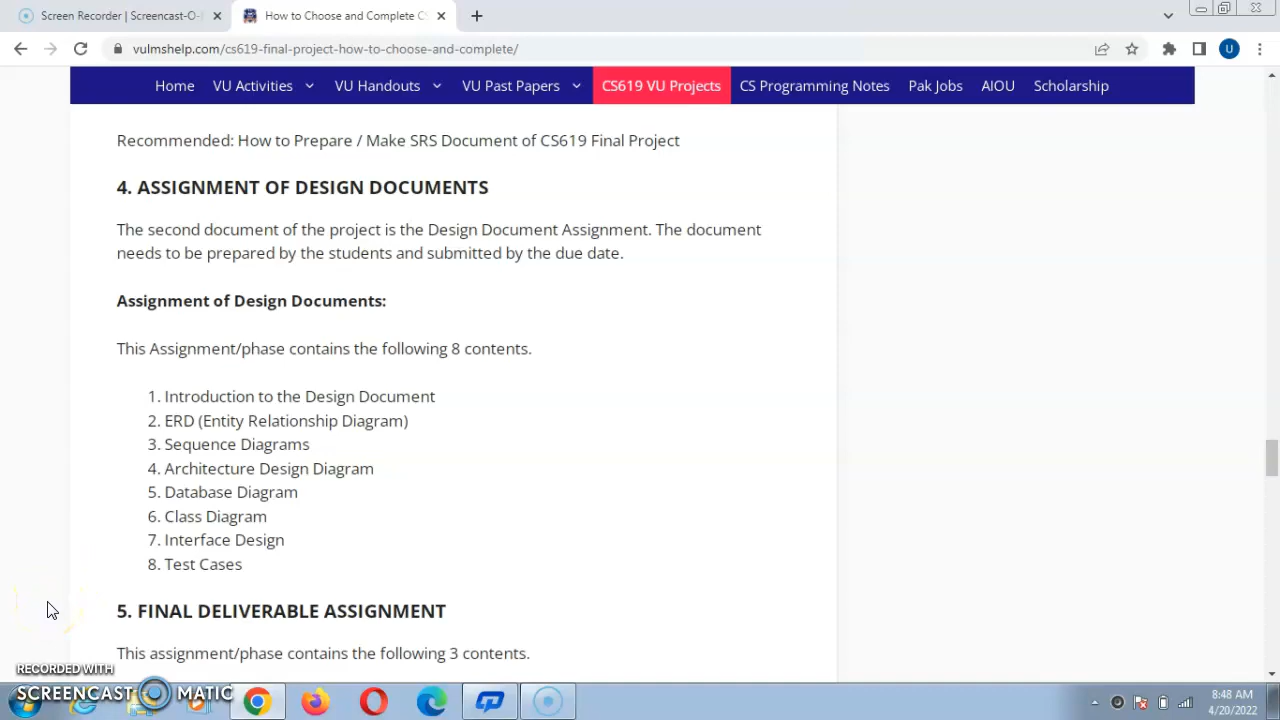 Screen Recorder | Screencast-O-
How to Choose and Complete C
vulmshelp.com/cs619-final-project-how-to-choose-and-complete/
U
Home VU Activities VU Handouts VU Past Papers CS619 VU Projects CS Programming Notes Pak Jobs AIOU Scholarship
Recommended: How to Prepare / Make SRS Document of CS619 Final Project
4. ASSIGNMENT OF DESIGN DOCUMENTS
The second document of the project is the Design Document Assignment. The document
needs to be prepared by the students and submitted by the due date.
Assignment of Design Documents:
This Assignment/phase contains the following 8 contents.
1. Introduction to the Design Document
2. ERD (Entity Relationship Diagram)
3. Sequence Diagrams
4. Architecture Design Diagram
5. Database Diagram
6. Class Diagram
7. Interface Design
8. Test Cases
5. FINAL DELIVERABLE ASSIGNMENT
This assignment/phase contains the following 3 contents.
RECORDED WITH
SCREENCAST MATIC
8:48 AM
4/20/2022